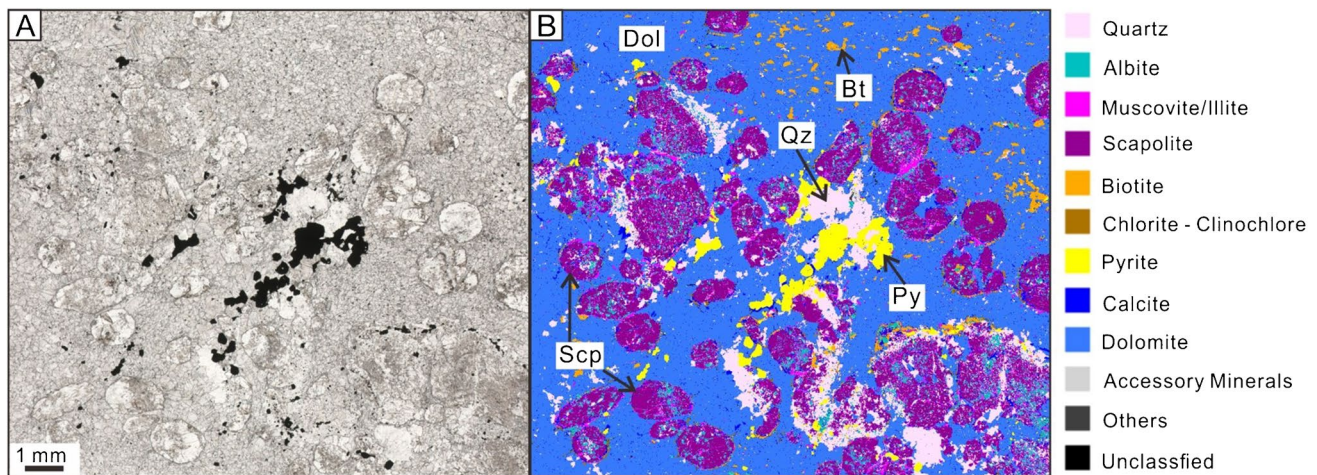 A
1 mm
B
Dol
Bt
Qz
Py
Scp
Quartz
Albite
Muscovite/Illite
Scapolite
Biotite
Chlorite - Clinochlore
Pyrite
Calcite
Dolomite
Accessory Minerals
Others
Unclassfied